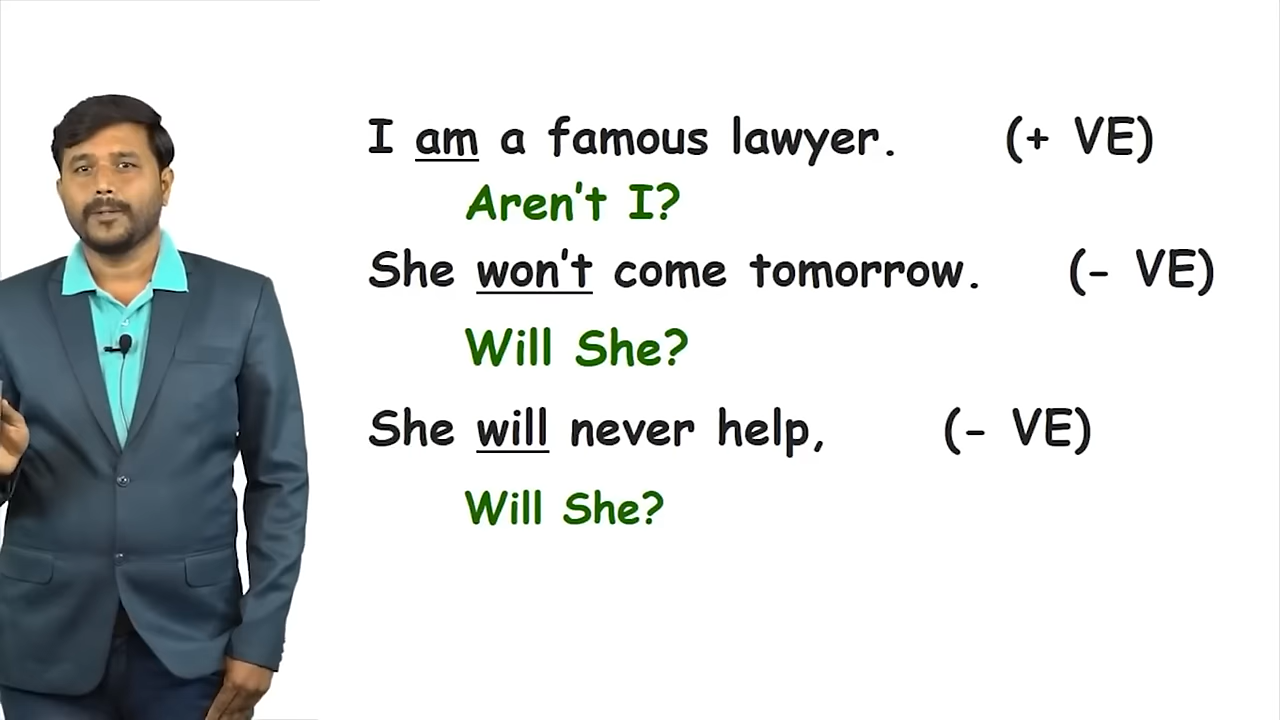 I am a famous lawyer. (+ VE)
Aren't I?
She won't come tomorrow. (- VE)
Will She?
She will never help, (- VE)
Will She?